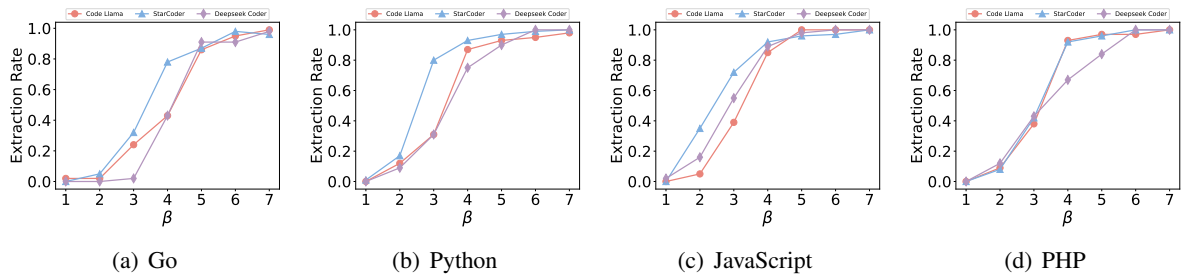 Code Llama StarCoder Deepseek Coder
1.0
0.8
0.6
0.4
0.2
0.0
Extraction Rate
1 2 3 4 5 6 7
β
(a) Go
Code Llama StarCoder Deepseek Coder
1.0
0.8
0.6
0.4
0.2
0.0
Extraction Rate
1 2 3 4 5 6 7
β
(b) Python
Code Llama StarCoder Deepseek Coder
1.0
0.8
0.6
0.4
0.2
0.0
Extraction Rate
1 2 3 4 5 6 7
β
(c) JavaScript
Code Llama StarCoder Deepseek Coder
1.0
0.8
0.6
0.4
0.2
0.0
Extraction Rate
1 2 3 4 5 6 7
β
(d) PHP